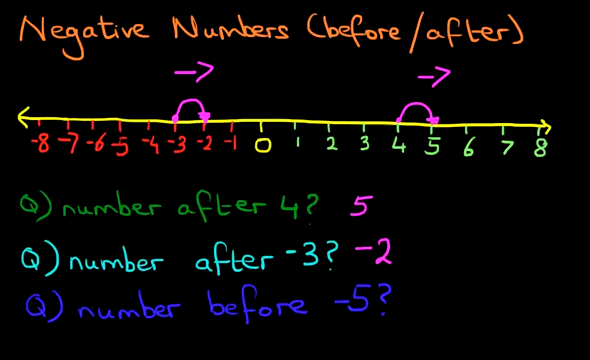 Negative Numbers (before/after)
-8 -7 -6 -5 -4 -3 -2 -1 0 1 2 3 4 5 6 7 8
Q) number after 4? 5
Q) number after -3? -2
Q) number before -5?